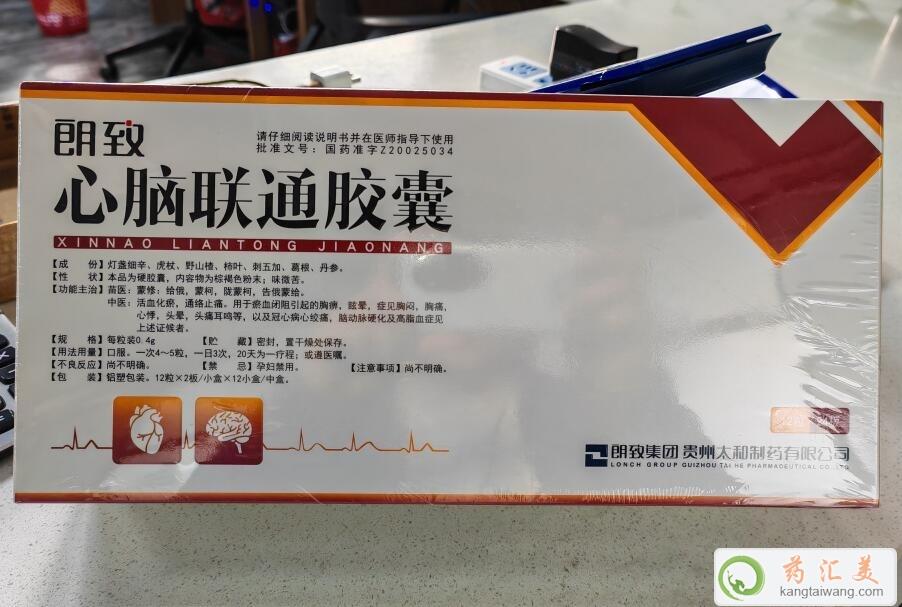 朗致
请仔细阅读说明书并在医师指导下使用
批准文号：国药准字Z20025034
心脑联通胶囊
XINNAO LIANTONG JIAONANG
【成　份】灯盏细辛、虎杖、野山楂、柿叶、刺五加、葛根、丹参。
【性　状】本品为硬胶囊，内容物为棕褐色粉末；味微苦。
【功能主治】苗医：蒙修：给俄，蒙柯，陇蒙柯，告俄蒙给。
中医：活血化瘀，通络止痛。用于瘀血闭阻引起的胸痹，眩晕，症见胸闷，胸痛，
心悸，头晕，头痛耳鸣等，以及冠心病心绞痛，脑动脉硬化及高脂血症见
上述证候者。
【规　格】每粒装0.4g　【贮　藏】密封，置干燥处保存。
【用法用量】口服。一次4～5粒，一日3次，20天为一疗程；或遵医嘱。
【不良反应】尚不明确。　【禁　忌】孕妇禁用。　【注意事项】尚不明确。
【包　装】铝塑包装。12粒×2板/小盒×12小盒/中盒。
朗致集团 贵州太和制药有限公司
LONCH GROUP GUIZHOU TAI HE PHARMACEUTICAL CO.,LTD
药汇美
kangtaiwang.com